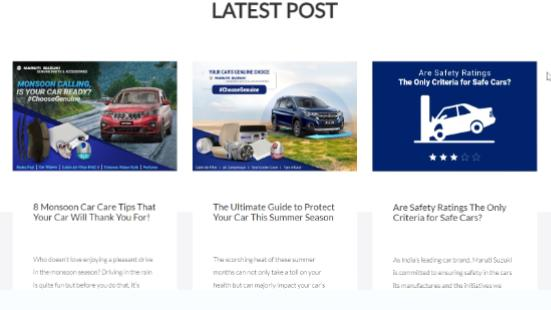 LATEST POST
MARUTI SUZUKI
MONSOON CALLING,
IS YOUR CAR READY?
#ChooseGenuine
YOUR CAR'S GENUINE CHOICE
MARUTI SUZUKI
#ChooseGenuine
Are Safety Ratings
The Only Criteria for Safe Cars?
8 Monsoon Car Care Tips That
Your Car Will Thank You For!
The Ultimate Guide to Protect
Your Car This Summer Season
Are Safety Ratings The Only
Criteria for Safe Cars?
Who doesn't love enjoying a pleasant drive
in the monsoon season? Driving in the rain
is quite fun but before you do that, it's
The scorching heat of these summer
months can not only take a toll on your
health but can majorly impact your car's
As India's leading car brand, Maruti Suzuki
is committed to ensuring safety in the cars
its manufactures and the initiatives we